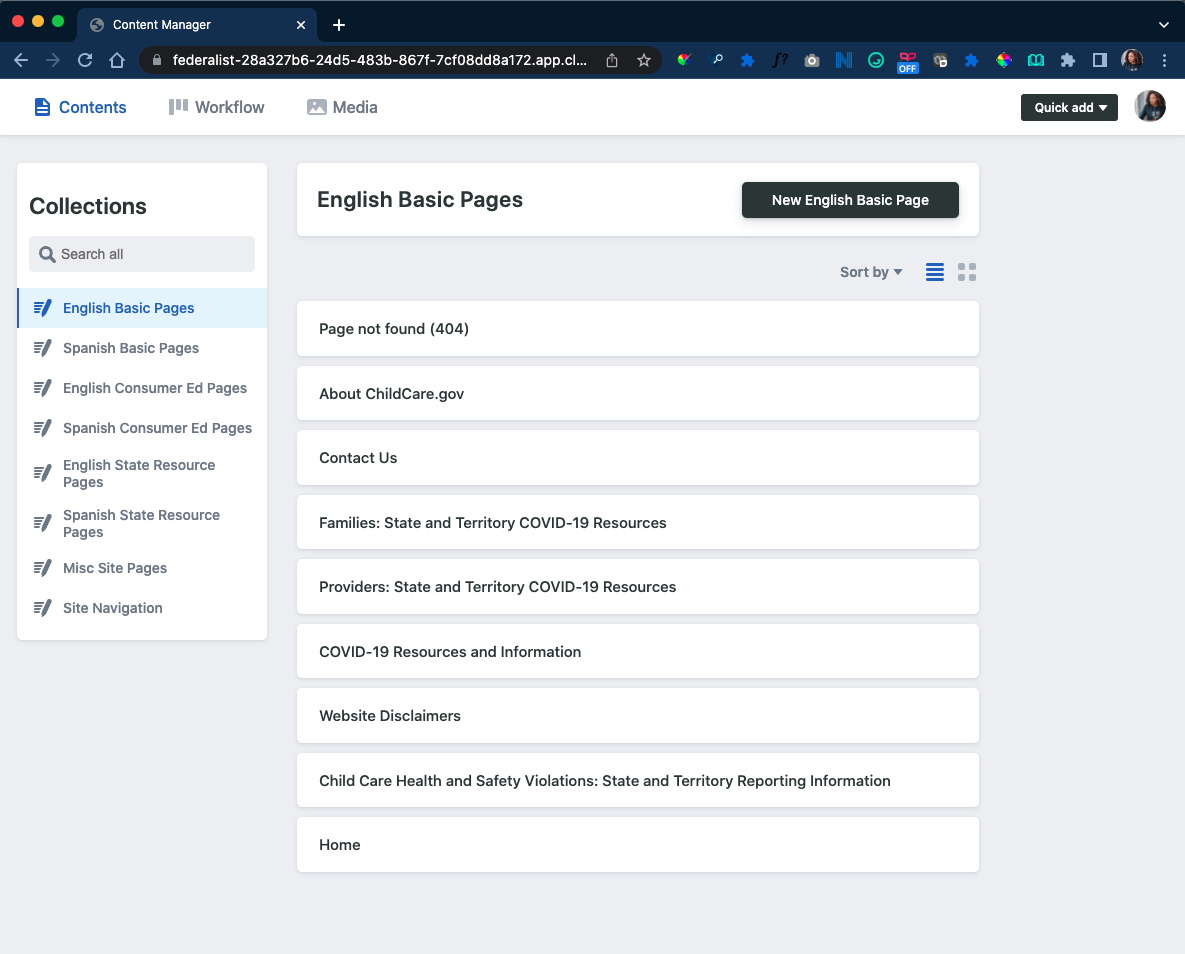 Content Manager
federalist-28a327b6-24d5-483b-867f-7cf08dd8a172.app.cl...
f?
OFF
Contents
Workflow
Media
Quick add
Collections
Search all
English Basic Pages
Spanish Basic Pages
English Consumer Ed Pages
Spanish Consumer Ed Pages
English State Resource
Pages
Spanish State Resource
Pages
Misc Site Pages
Site Navigation
English Basic Pages
New English Basic Page
Sort by
Page not found (404)
About ChildCare.gov
Contact Us
Families: State and Territory COVID-19 Resources
Providers: State and Territory COVID-19 Resources
COVID-19 Resources and Information
Website Disclaimers
Child Care Health and Safety Violations: State and Territory Reporting Information
Home